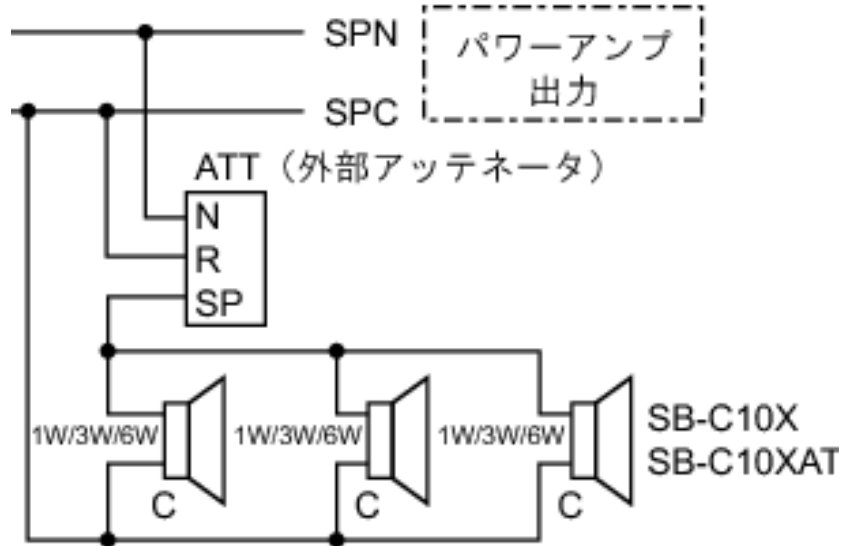 SPN
パワーアンプ
出力
SPC
ATT（外部アッテネータ）
N
R
SP
1W/3W/6W
1W/3W/6W
1W/3W/6W
SB-C10X
SB-C10XAT
C
C
C